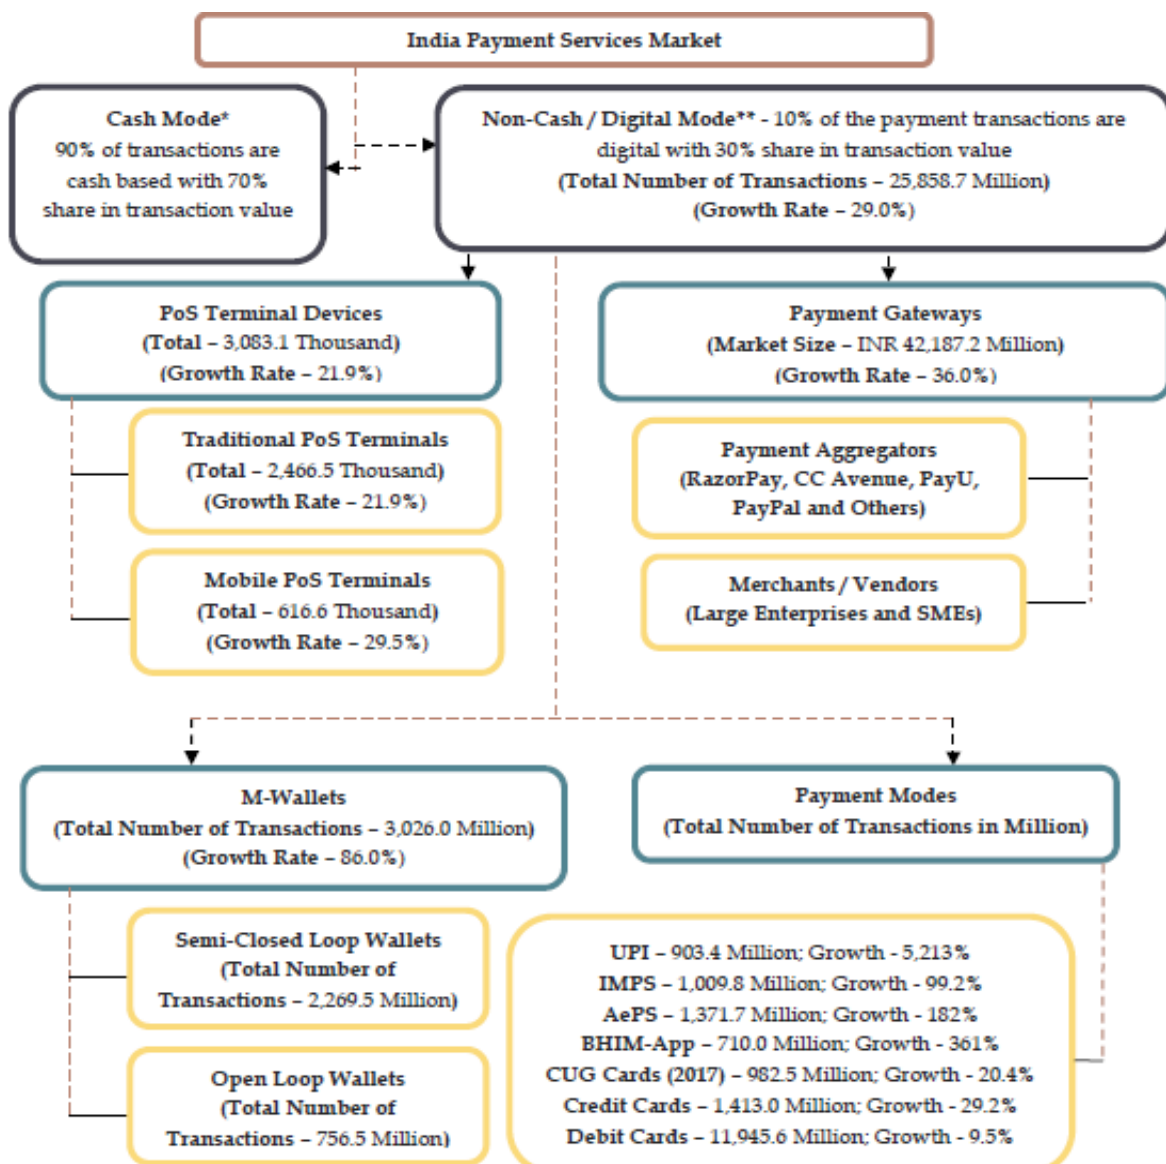 India Payment Services Market
Cash Mode*
90% of transactions are
cash based with 70%
share in transaction value
Non-Cash / Digital Mode** - 10% of the payment transactions are
digital with 30% share in transaction value
(Total Number of Transactions – 25,858.7 Million)
(Growth Rate – 29.0%)
PoS Terminal Devices
(Total – 3,083.1 Thousand)
(Growth Rate – 21.9%)
Payment Gateways
(Market Size – INR 42,187.2 Million)
(Growth Rate – 36.0%)
Traditional PoS Terminals
(Total – 2,466.5 Thousand)
(Growth Rate – 21.9%)
Payment Aggregators
(RazorPay, CC Avenue, PayU,
PayPal and Others)
Mobile PoS Terminals
(Total – 616.6 Thousand)
(Growth Rate – 29.5%)
Merchants / Vendors
(Large Enterprises and SMEs)
M-Wallets
(Total Number of Transactions – 3,026.0 Million)
(Growth Rate – 86.0%)
Payment Modes
(Total Number of Transactions in Million)
Semi-Closed Loop Wallets
(Total Number of
Transactions – 2,269.5 Million)
Open Loop Wallets
(Total Number of
Transactions – 756.5 Million)
UPI – 903.4 Million; Growth - 5,213%
IMPS – 1,009.8 Million; Growth - 99.2%
AePS – 1,371.7 Million; Growth - 182%
BHIM-App – 710.0 Million; Growth - 361%
CUG Cards (2017) – 982.5 Million; Growth - 20.4%
Credit Cards – 1,413.0 Million; Growth - 29.2%
Debit Cards – 11,945.6 Million; Growth - 9.5%